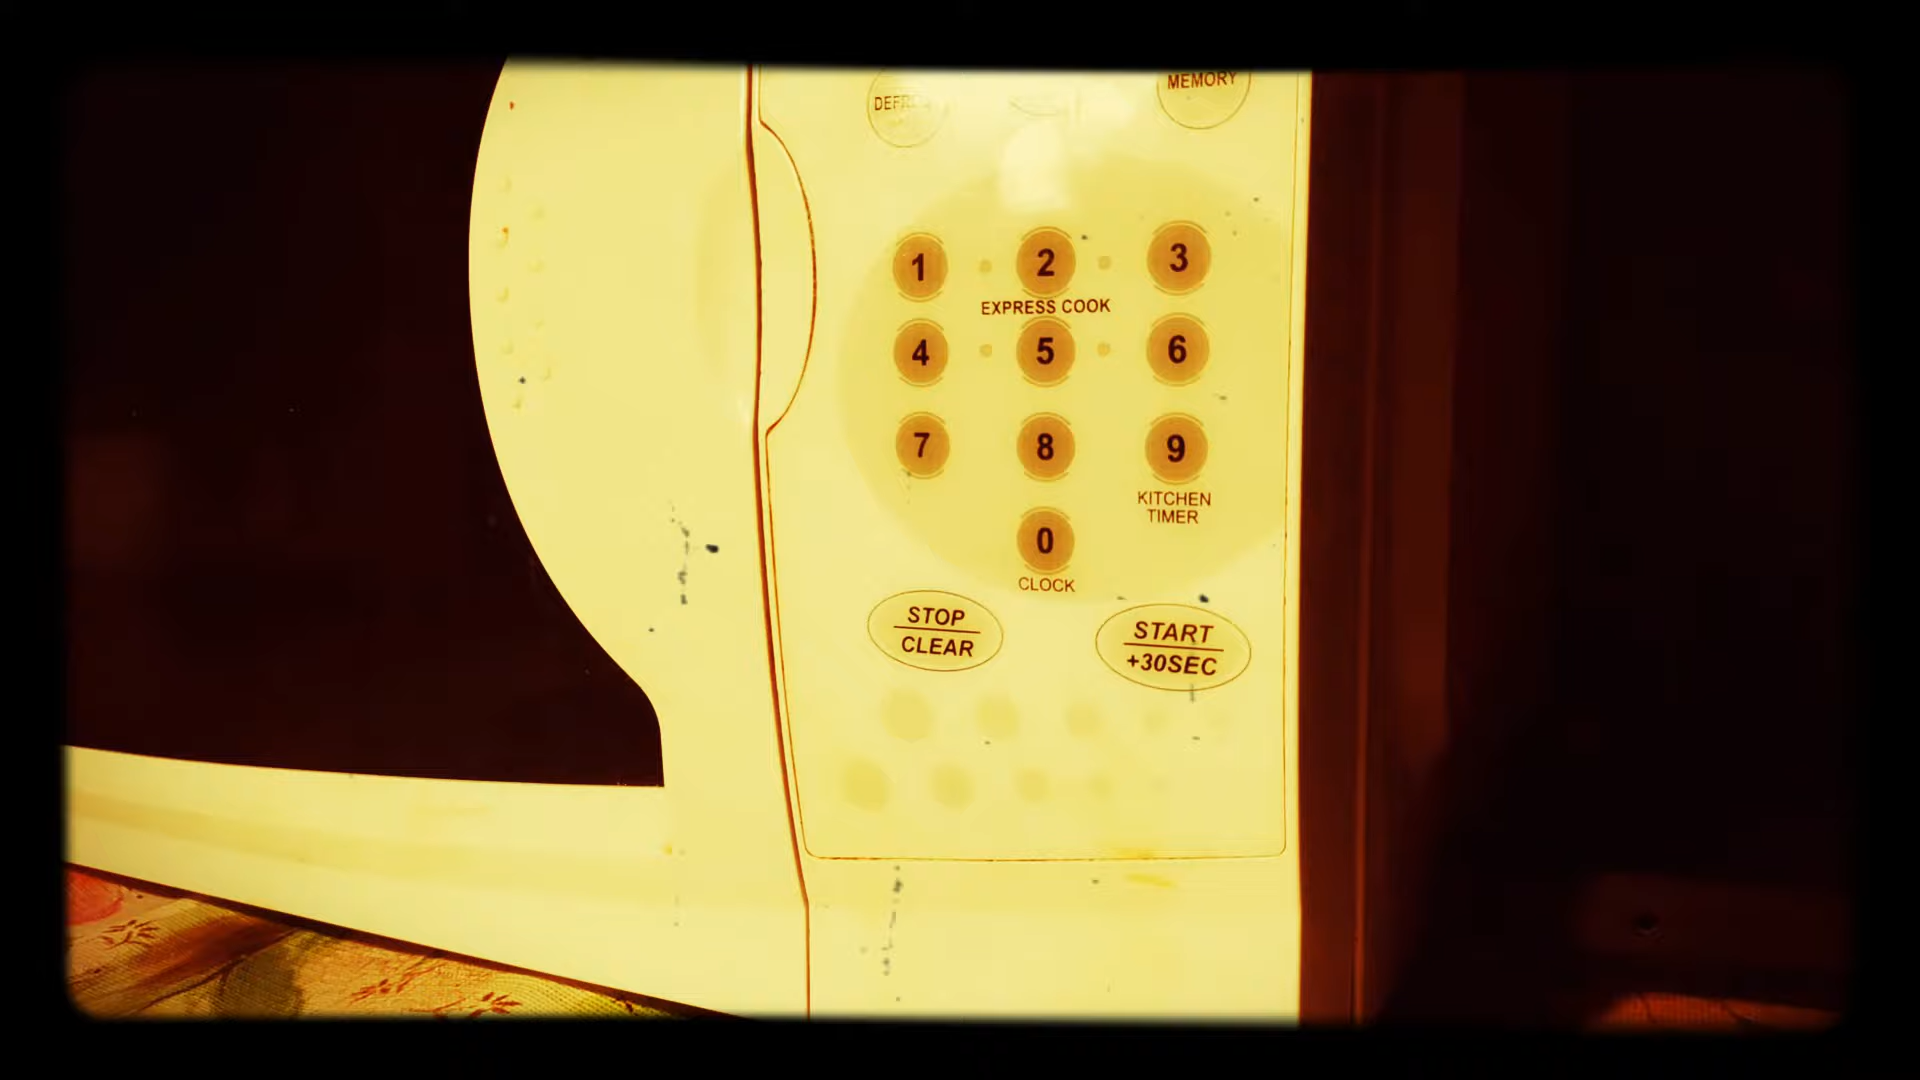 MEMORY
1 2 3
EXPRESS COOK
4 5 6
7 8 9
KITCHEN
TIMER
0
CLOCK
STOP
CLEAR
START
+30SEC